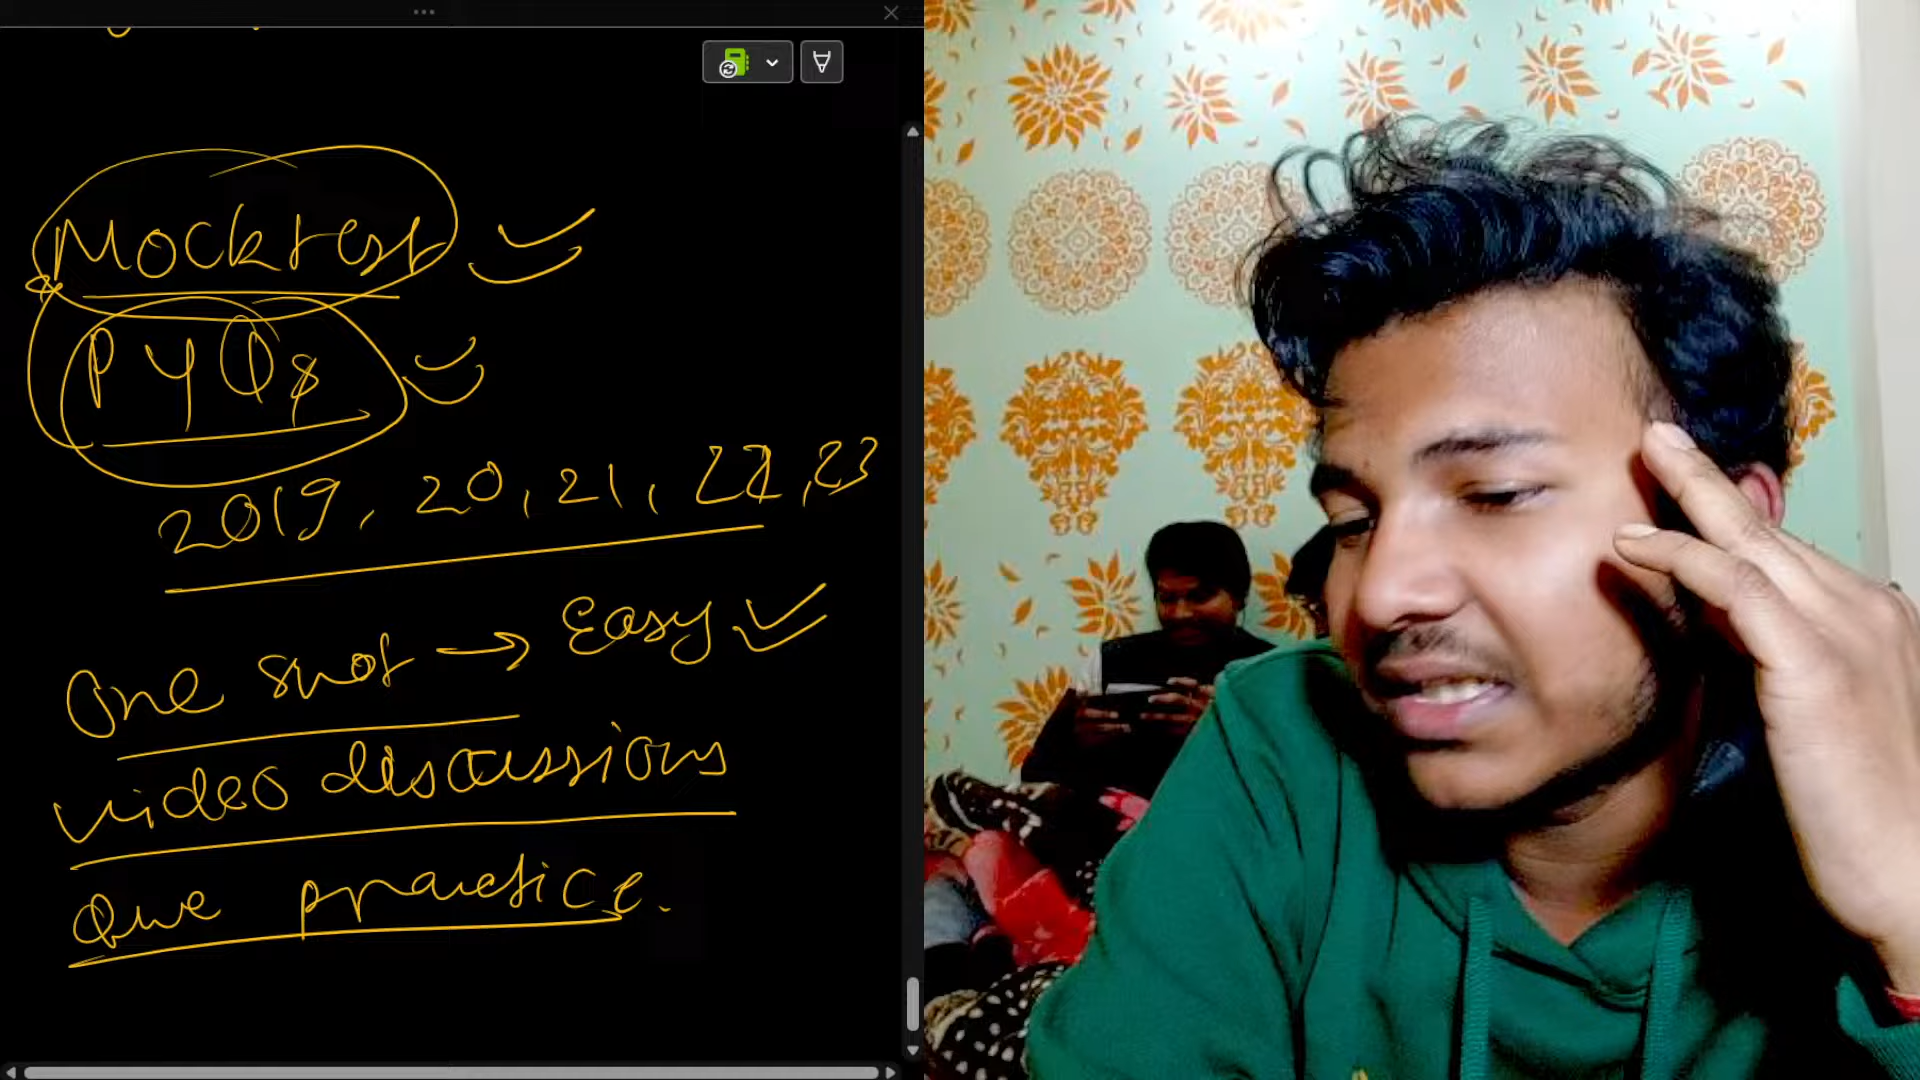 Mocktest
PYQs
2019, 20, 21, 22, 23
One shot → Easy
video discussions
Que practice.